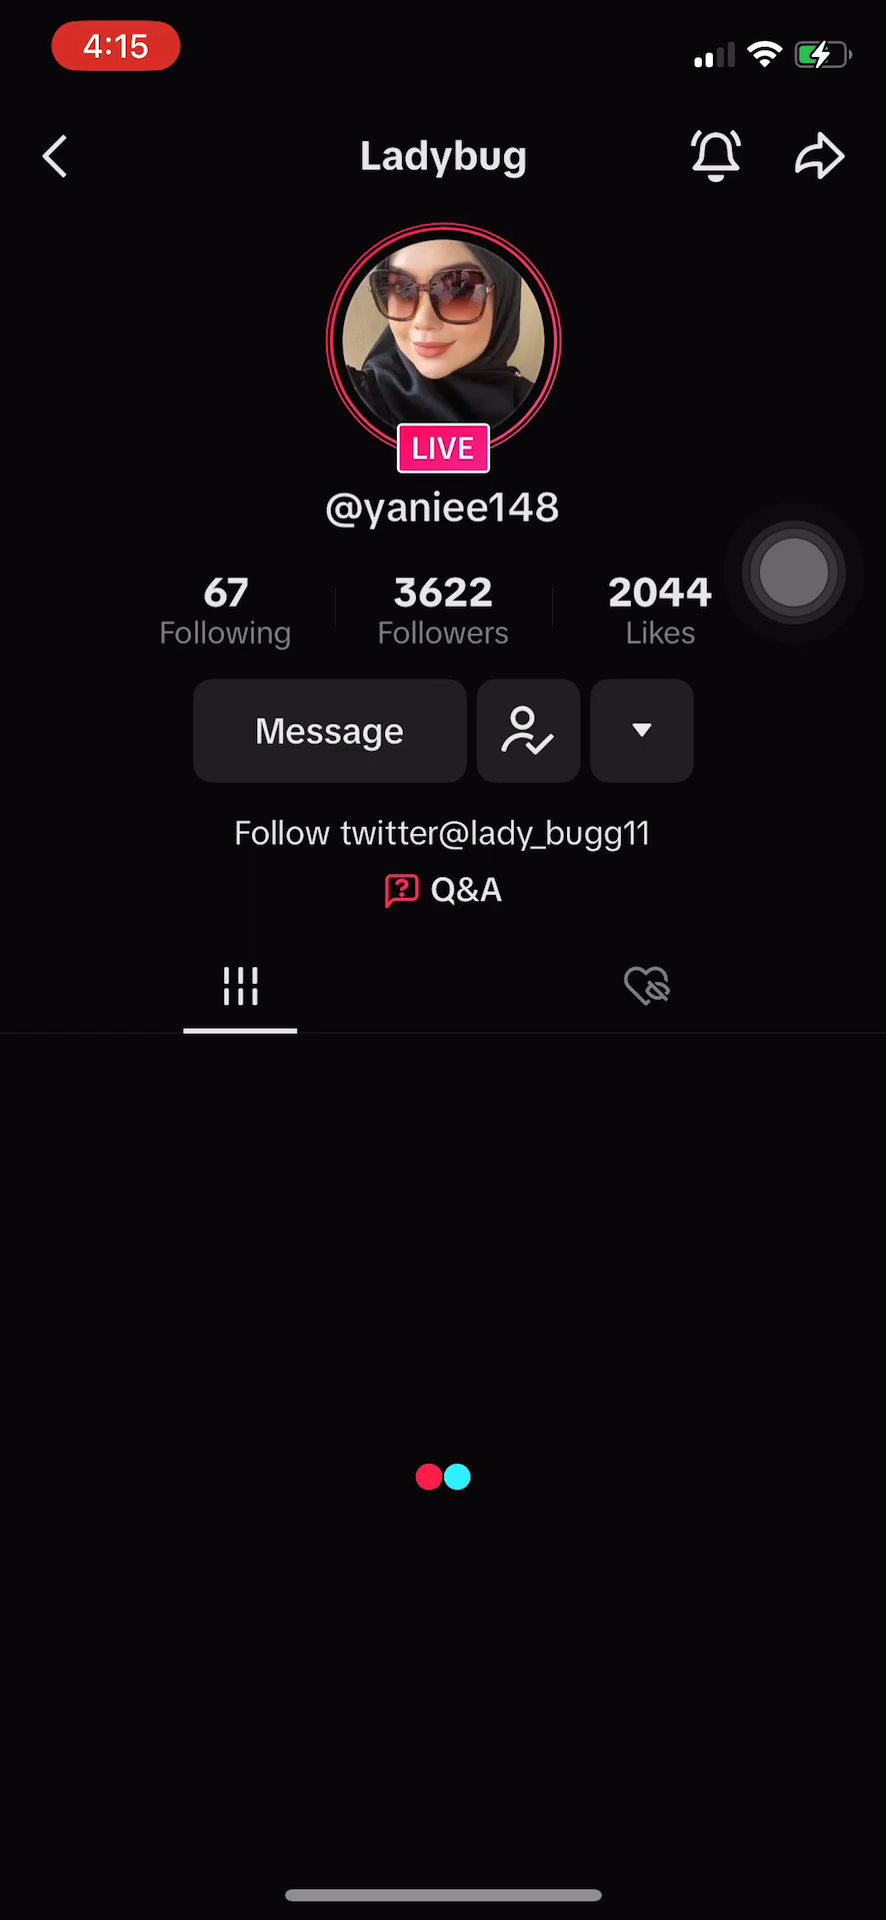 4:15
Ladybug
LIVE
@yaniee148
67 3622 2044
Following Followers Likes
Message
Follow twitter@lady_bugg11
Q&A